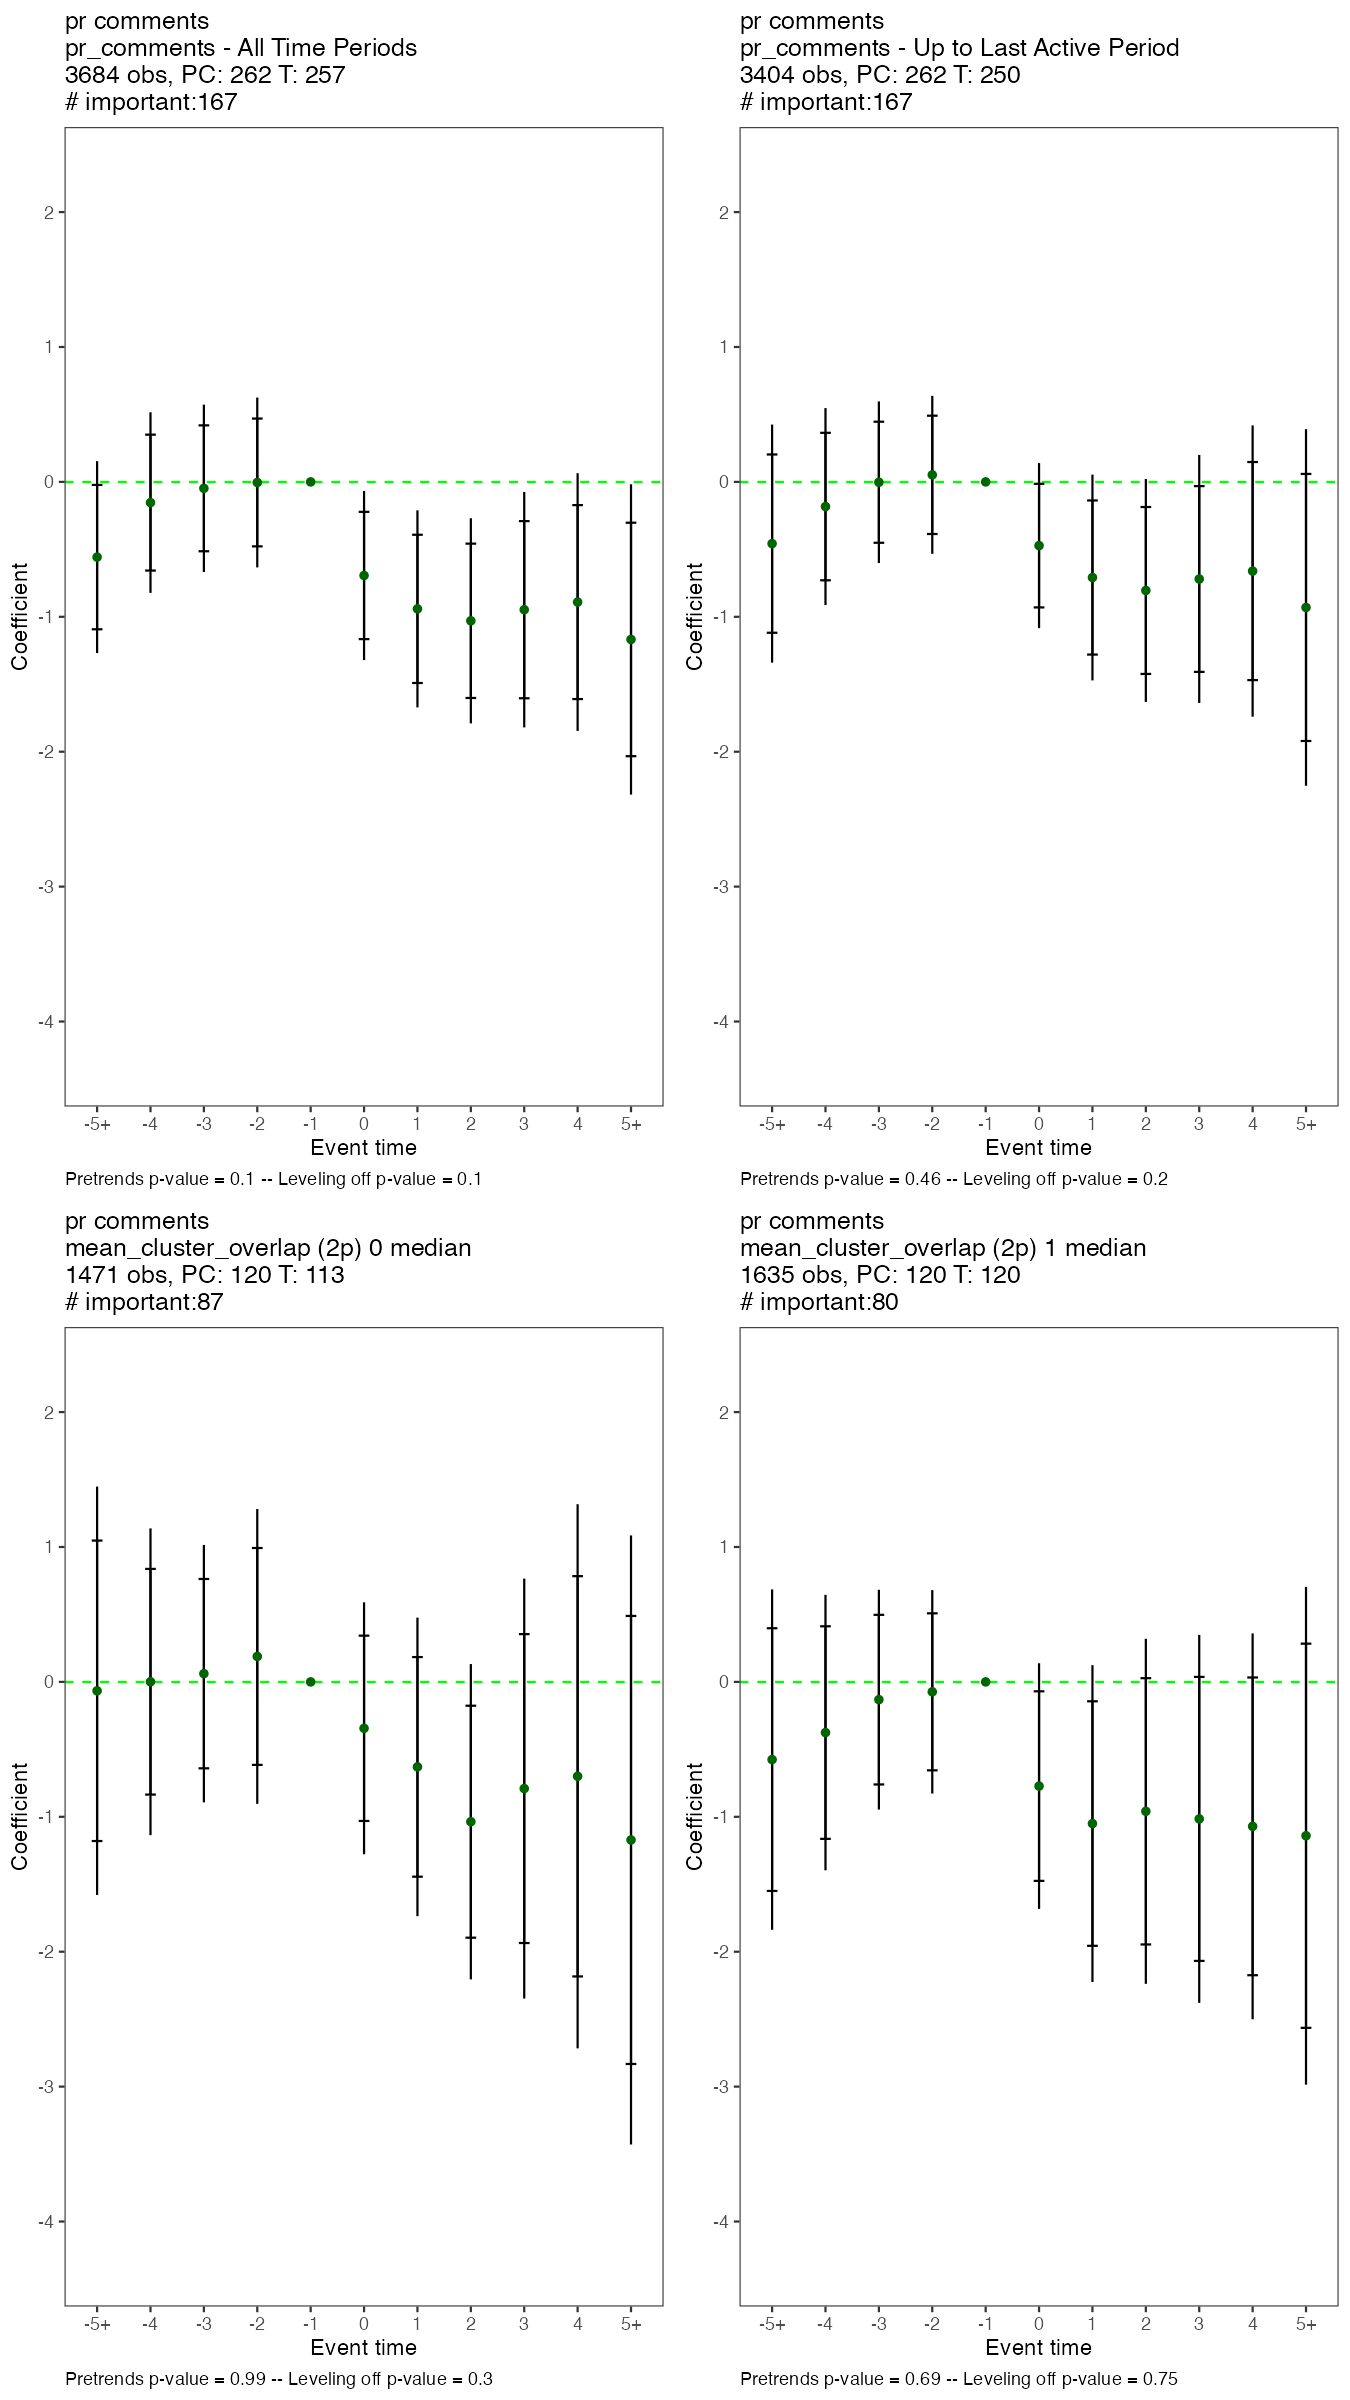 pr comments
pr_comments - All Time Periods
3684 obs, PC: 262 T: 257
# important:167
2
1
0
-1
-2
-3
-4
Coefficient
-5+ -4 -3 -2 -1 0 1 2 3 4 5+
Event time
Pretrends p-value = 0.1 -- Leveling off p-value = 0.1
pr comments
pr_comments - Up to Last Active Period
3404 obs, PC: 262 T: 250
# important:167
2
1
0
-1
-2
-3
-4
Coefficient
-5+ -4 -3 -2 -1 0 1 2 3 4 5+
Event time
Pretrends p-value = 0.46 -- Leveling off p-value = 0.2
pr comments
mean_cluster_overlap (2p) 0 median
1471 obs, PC: 120 T: 113
# important:87
2
1
0
-1
-2
-3
-4
Coefficient
-5+ -4 -3 -2 -1 0 1 2 3 4 5+
Event time
Pretrends p-value = 0.99 -- Leveling off p-value = 0.3
pr comments
mean_cluster_overlap (2p) 1 median
1635 obs, PC: 120 T: 120
# important:80
2
1
0
-1
-2
-3
-4
Coefficient
-5+ -4 -3 -2 -1 0 1 2 3 4 5+
Event time
Pretrends p-value = 0.69 -- Leveling off p-value = 0.75